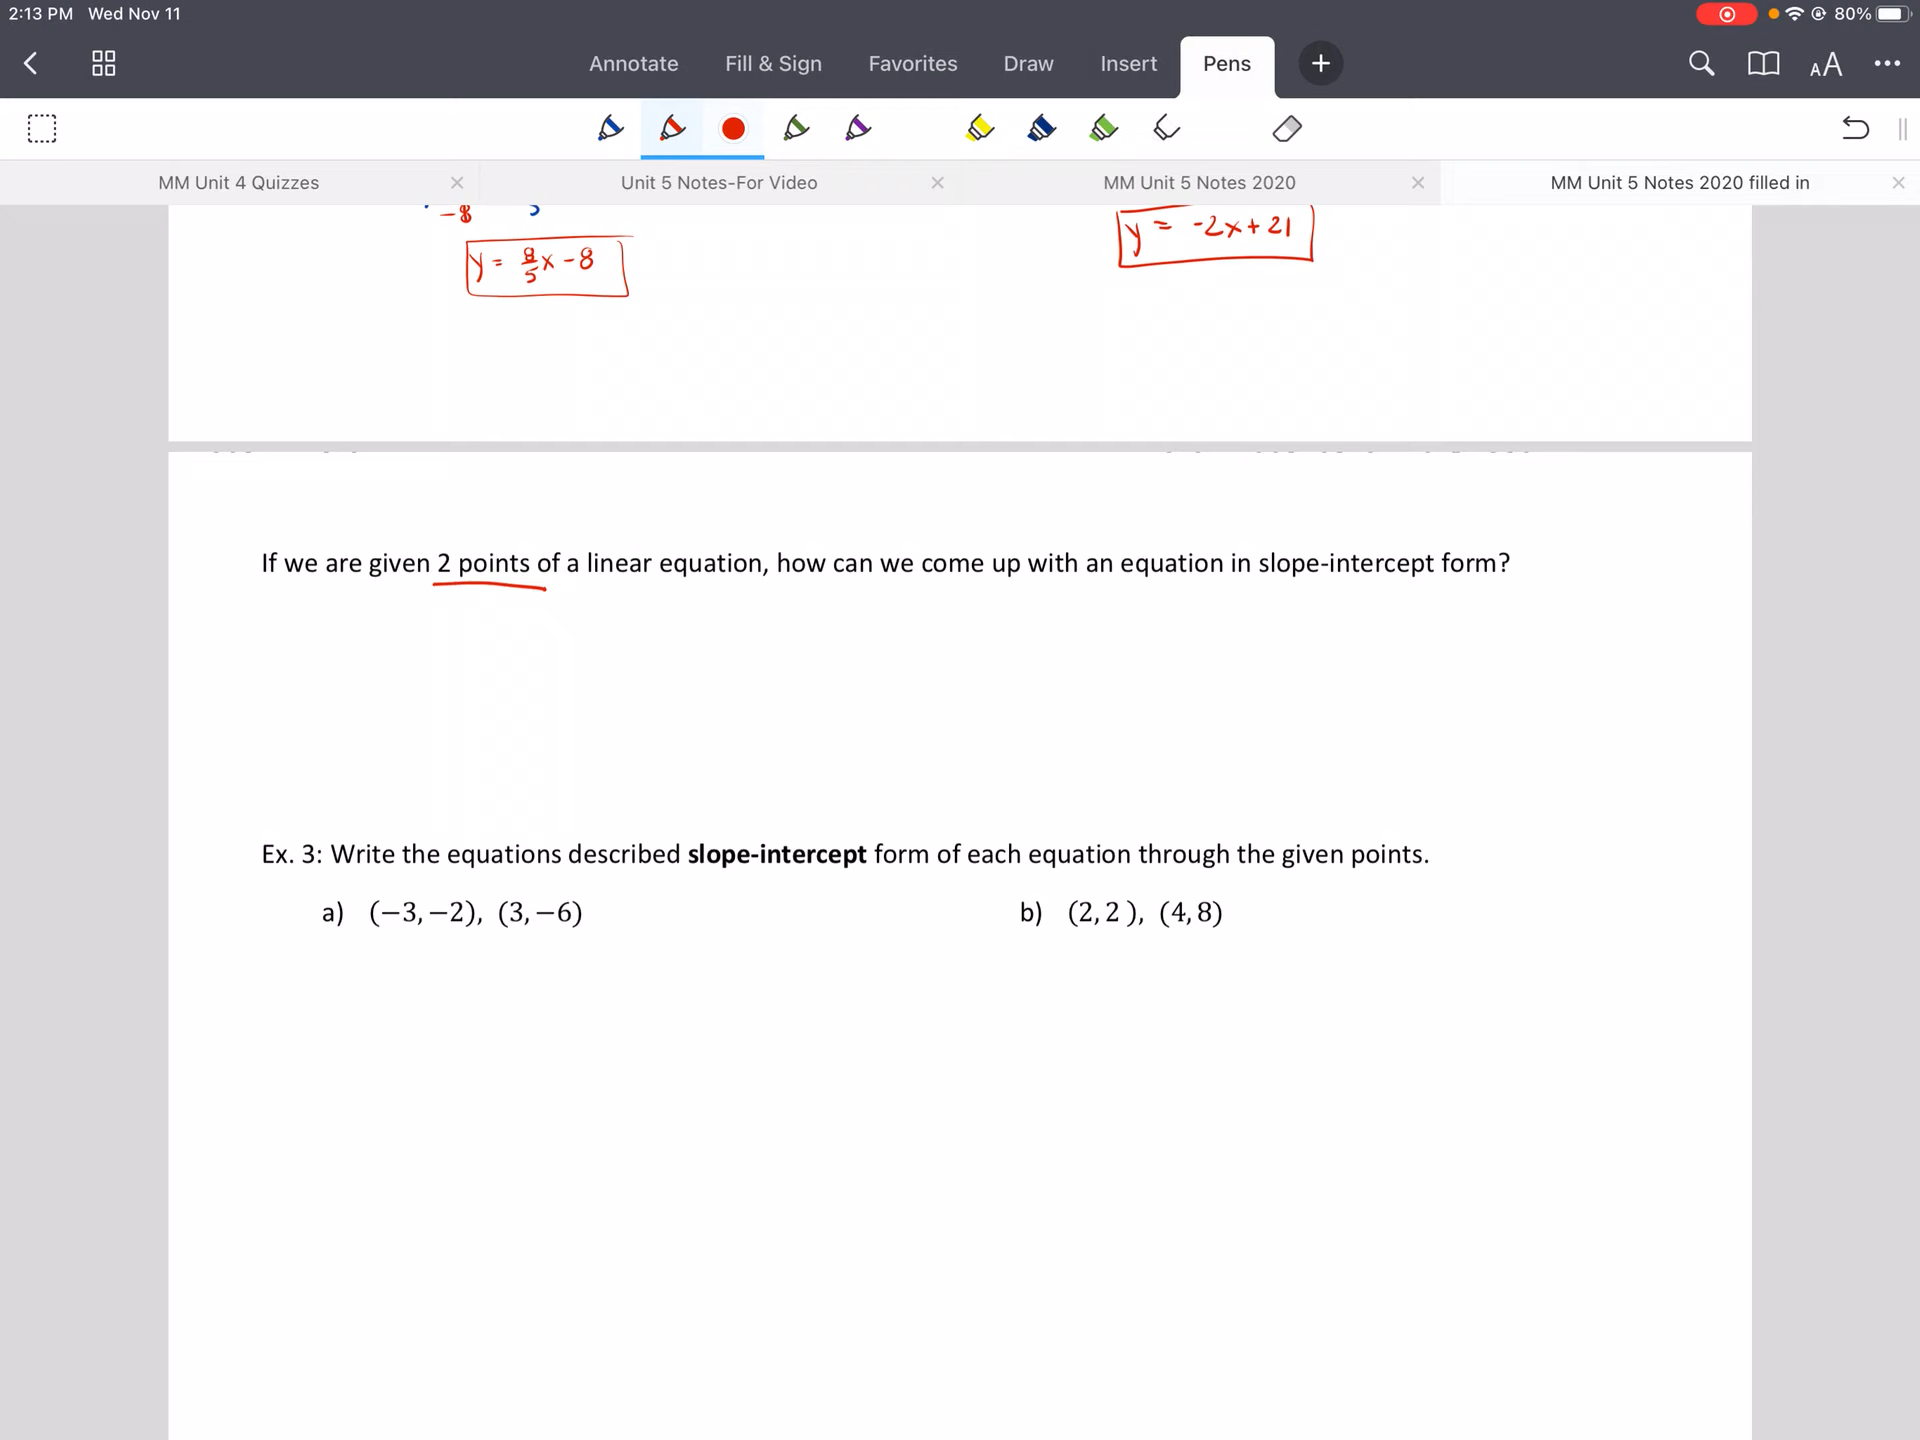 2:13 PM Wed Nov 11 80%
Annotate Fill & Sign Favorites Draw Insert Pens
MM Unit 4 Quizzes Unit 5 Notes-For Video MM Unit 5 Notes 2020 MM Unit 5 Notes 2020 filled in
-8
y = 8/5x - 8
y = -2x + 21
If we are given 2 points of a linear equation, how can we come up with an equation in slope-intercept form?
Ex. 3: Write the equations described slope-intercept form of each equation through the given points.
a) (−3,−2), (3,−6) b) (2,2 ), (4,8)